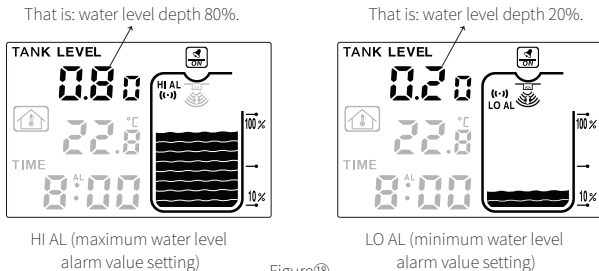 That is: water level depth 80%.
TANK LEVEL
ON
0.80
HI AL
100%
22.8 °C
TIME
AL
8:00
10%
HI AL (maximum water level
alarm value setting)
That is: water level depth 20%.
TANK LEVEL
ON
0.20
LO AL
100%
22.8 °C
TIME
AL
8:00
10%
LO AL (minimum water level
alarm value setting)
Figure⑱